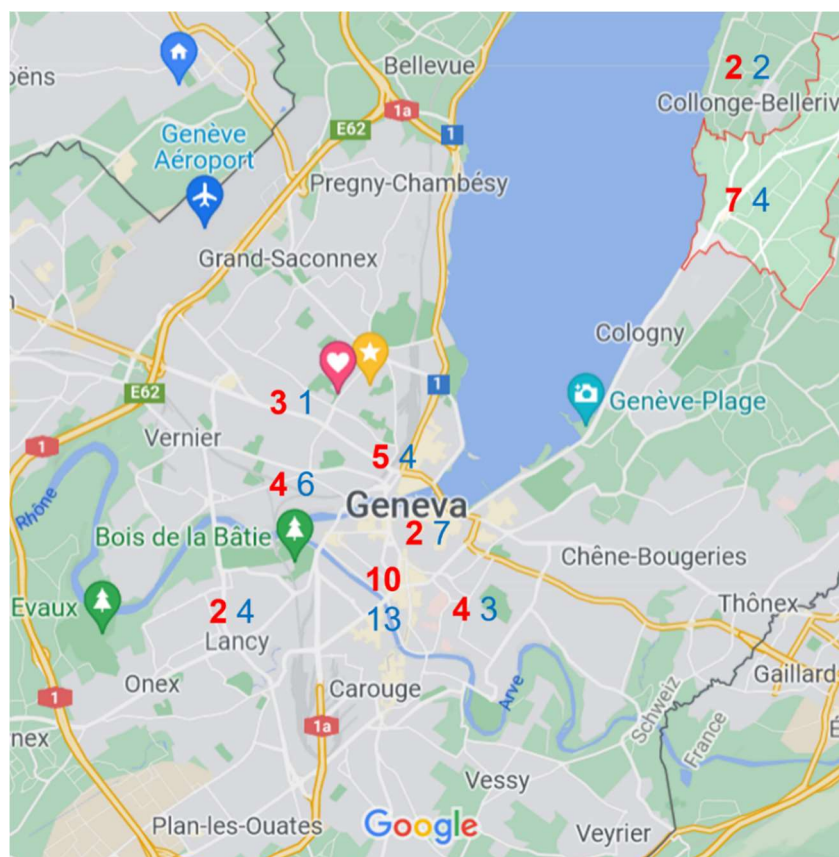 2 2
Bellevue
oëns
Collonge-Belleriv
1a
E62
1
Genève
Aéroport
Pregny-Chambésy
7 4
Grand-Saconnex
Cologny
1
E62
Genève-Plage
3 1
Vernier
1
5 4
4 6
Rhône
Geneva
2 7
Bois de la Bâtie
Chêne-Bougeries
10
Evaux
2 4
13
4 3
Thônex
Lancy
Gaillard
Onex
Carouge
Arve
Schweiz
France
1
1a
É
nex
Vessy
Plan-les-Ouates
Google
Veyrier